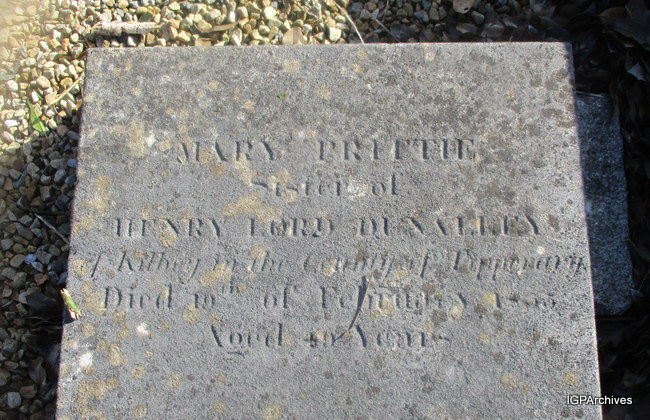 MARY PRITTIE
Sister of
HENRY LORD DUNALLEY
of Kilboy in the County of Tipperary.
Died 10th of February
Aged Years
IGPArchives